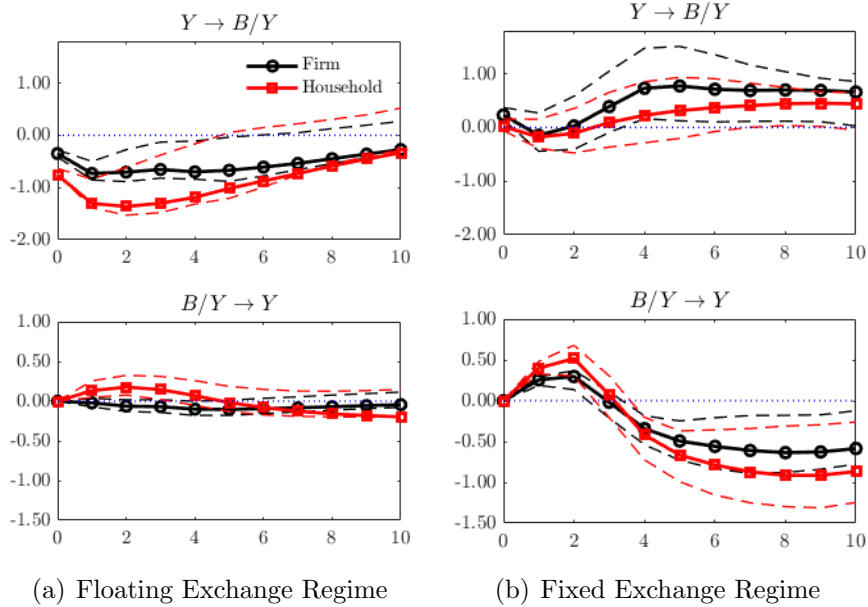 Y → B/Y
1.00
0.00
-1.00
-2.00
0 2 4 6 8 10
Firm
Household
Y → B/Y
1.00
0.00
-1.00
-2.00
0 2 4 6 8 10
B/Y → Y
1.00
0.50
0.00
-0.50
-1.00
-1.50
0 2 4 6 8 10
B/Y → Y
1.00
0.50
0.00
-0.50
-1.00
-1.50
0 2 4 6 8 10
(a) Floating Exchange Regime
(b) Fixed Exchange Regime